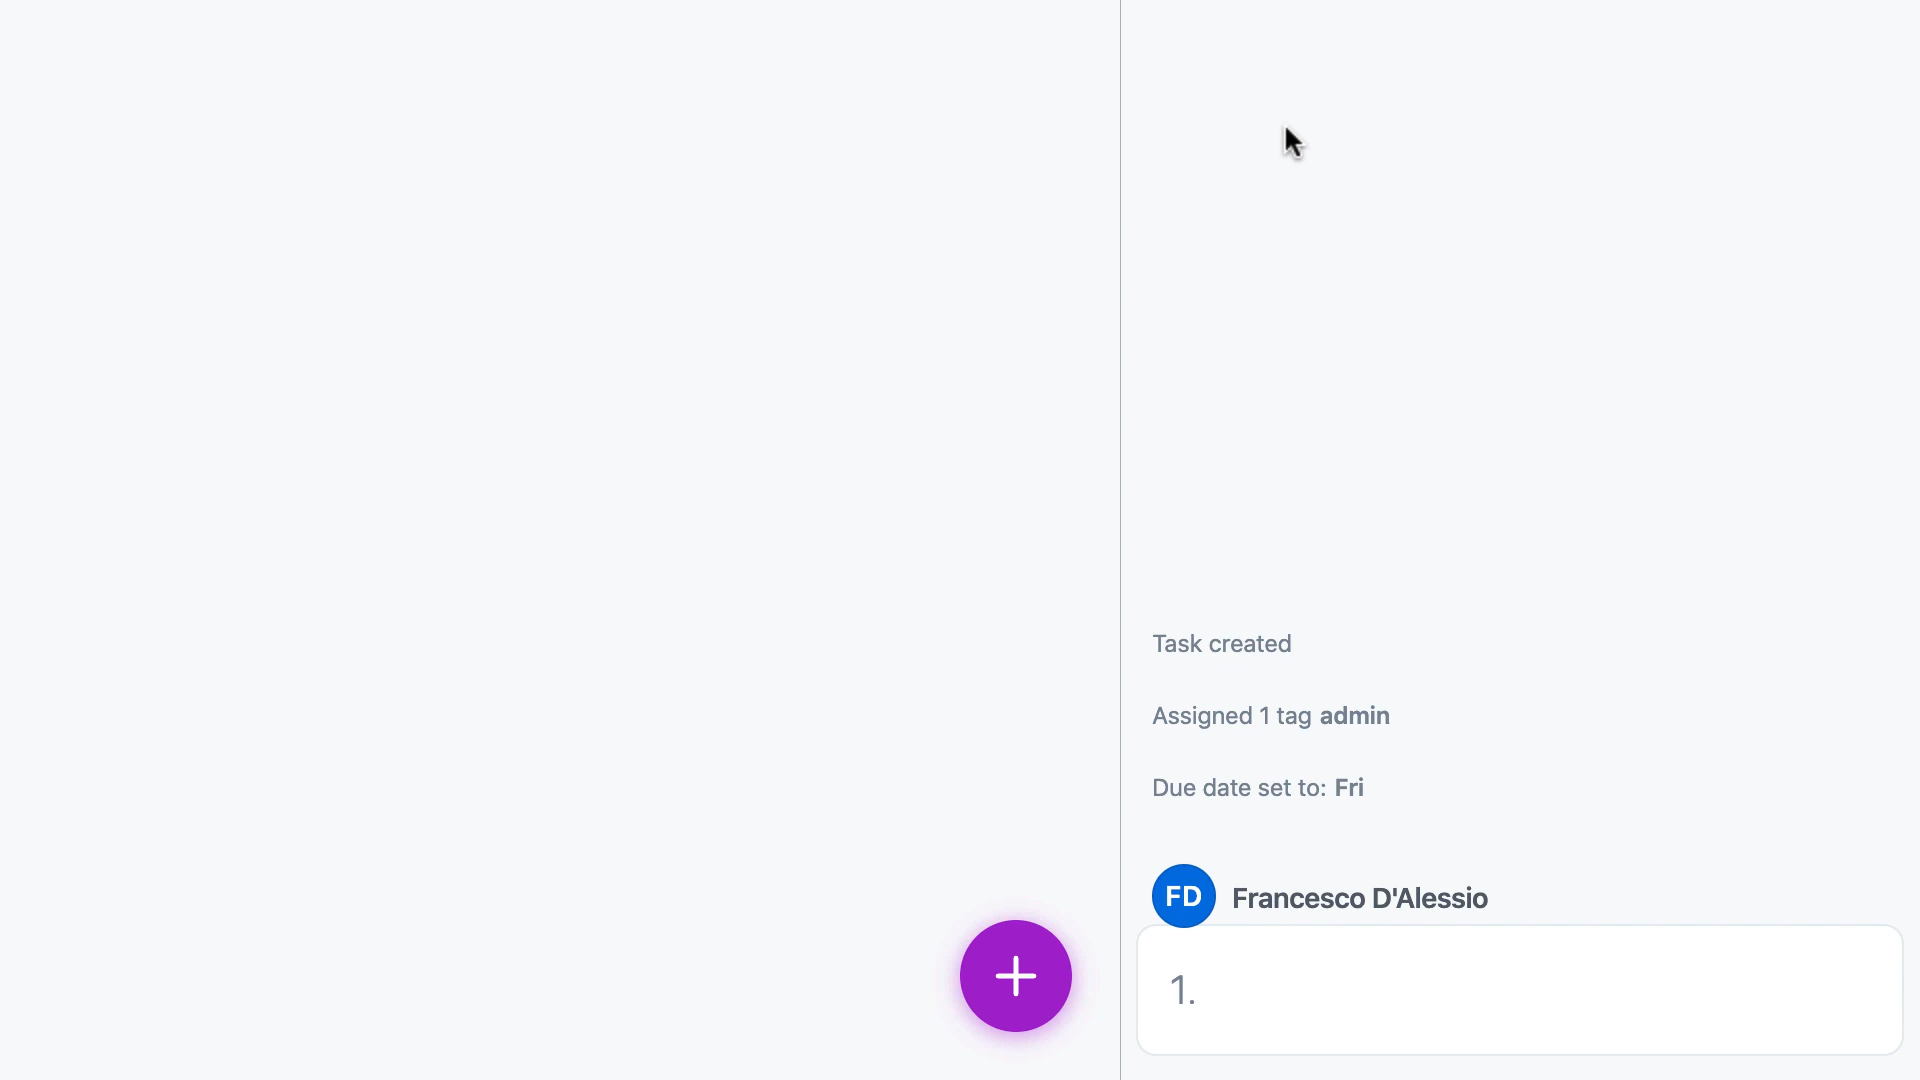 Task created
Assigned 1 tag admin
Due date set to: Fri
FD Francesco D'Alessio
1.